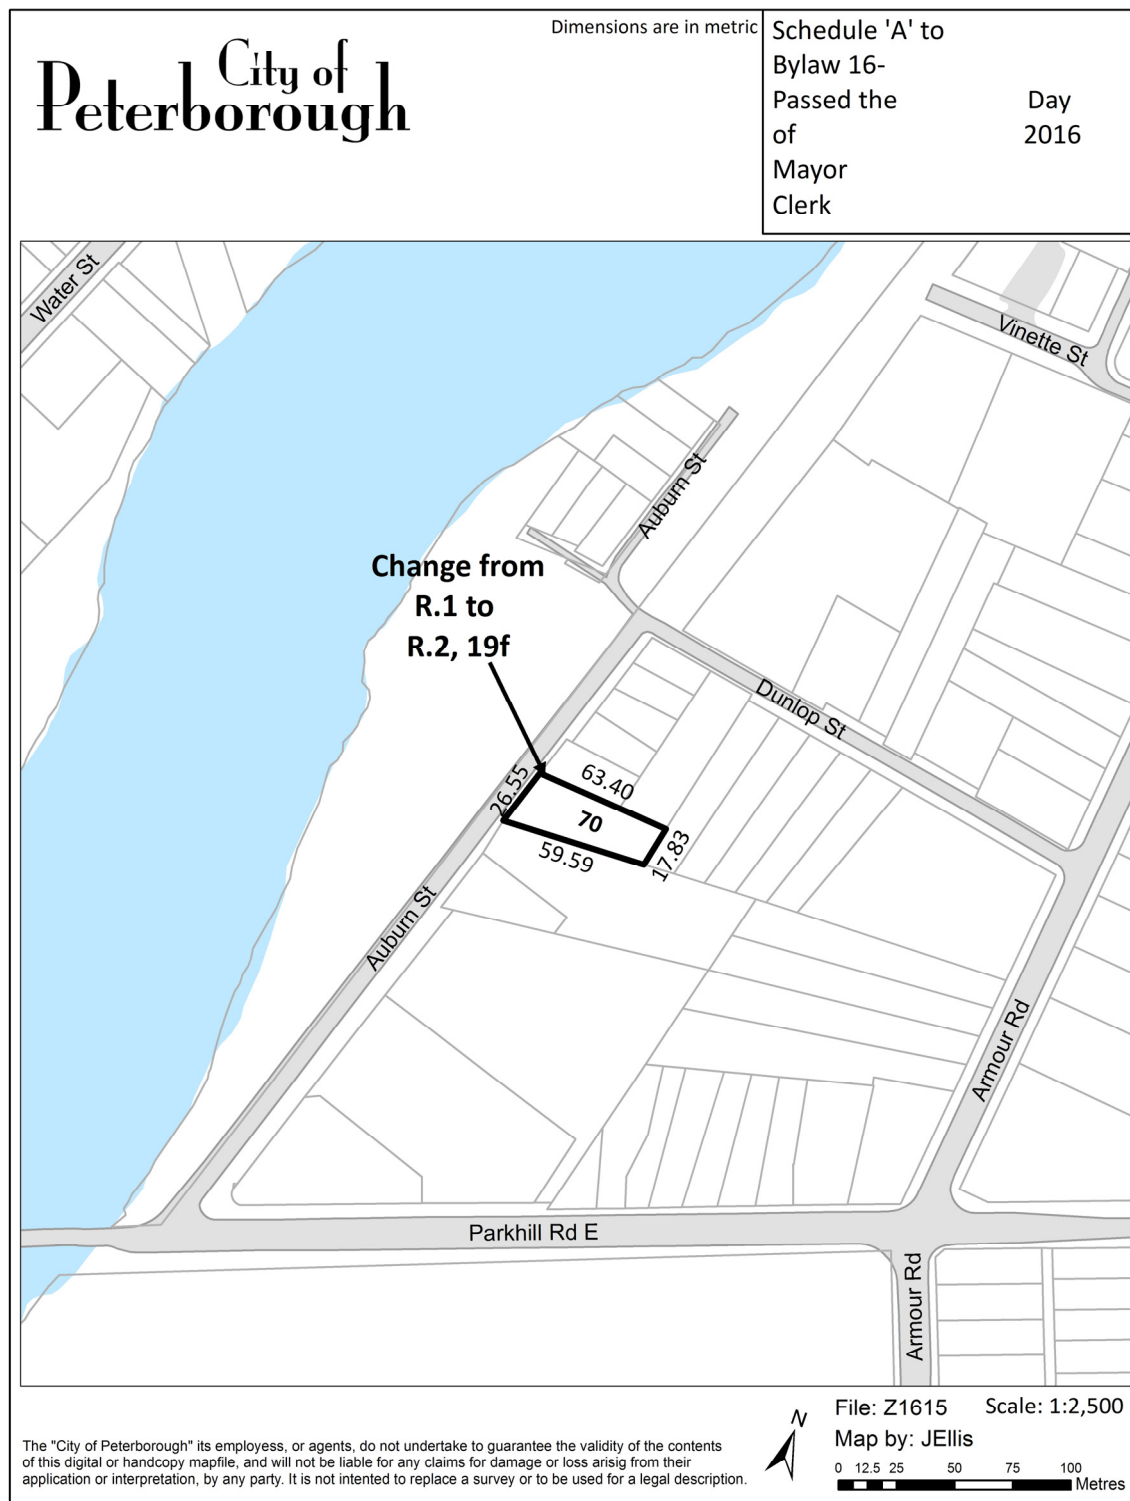 City of
Peterborough
Dimensions are in metric
Schedule 'A' to
Bylaw 16-
Passed the Day
of 2016
Mayor
Clerk
Water St
Vinette St
Auburn St
Change from
R.1 to
R.2, 19f
Dunlop St
26.55
63.40
70
59.59
17.83
Auburn St
Armour Rd
Parkhill Rd E
Armour Rd
The "City of Peterborough" its employess, or agents, do not undertake to guarantee the validity of the contents
of this digital or handcopy mapfile, and will not be liable for any claims for damage or loss arisig from their
application or interpretation, by any party. It is not intended to replace a survey or to be used for a legal description.
N
File: Z1615 Scale: 1:2,500
Map by: JEllis
0 12.5 25 50 75 100
Metres